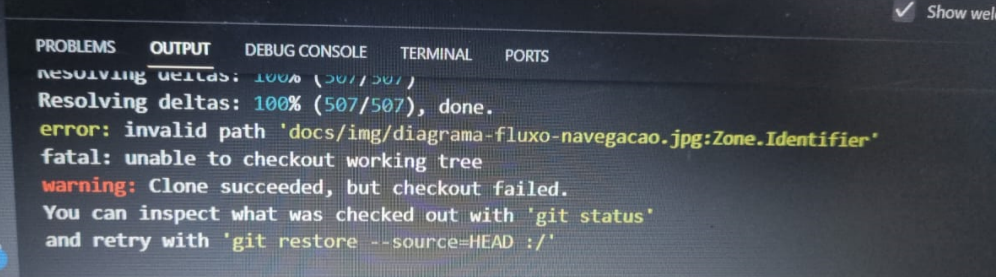 Show wel
PROBLEMS OUTPUT DEBUG CONSOLE TERMINAL PORTS
Resolving deltas: 100% (507/507)
Resolving deltas: 100% (507/507), done.
error: invalid path 'docs/img/diagrama-fluxo-navegacao.jpg:Zone.Identifier'
fatal: unable to checkout working tree
warning: Clone succeeded, but checkout failed.
You can inspect what was checked out with 'git status'
and retry with 'git restore --source=HEAD :/'